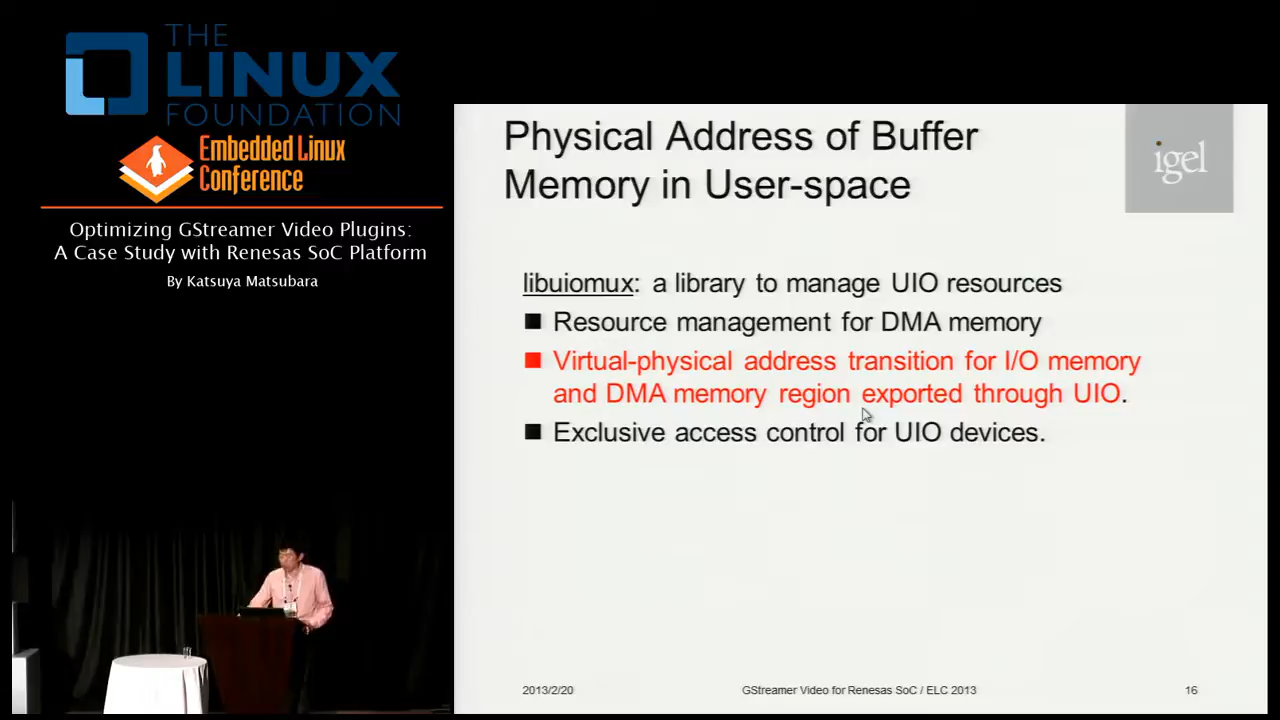 THE
LINUX
FOUNDATION
Embedded Linux
Conference
Optimizing GStreamer Video Plugins:
A Case Study with Renesas SoC Platform
By Katsuya Matsubara
Physical Address of Buffer
Memory in User-space
igel
libuiomux: a library to manage UIO resources
Resource management for DMA memory
Virtual-physical address transition for I/O memory
and DMA memory region exported through UIO.
Exclusive access control for UIO devices.
2013/2/20
GStreamer Video for Renesas SoC / ELC 2013
16